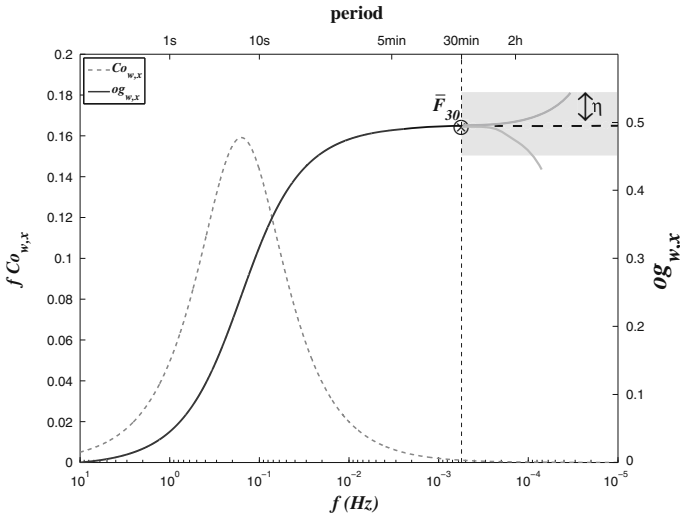 period
1s 10s 5min 30min 2h
0.2
0.18
0.16
0.14
0.12
0.1
0.08
0.06
0.04
0.02
0
f Co_{w,x}
Co_{w,x}
og_{w,x}
F̅_{30}
η
0.5
0.4
0.3
0.2
0.1
0
og_{w,x}
10^1 10^0 10^{-1} 10^{-2} 10^{-3} 10^{-4} 10^{-5}
f (Hz)